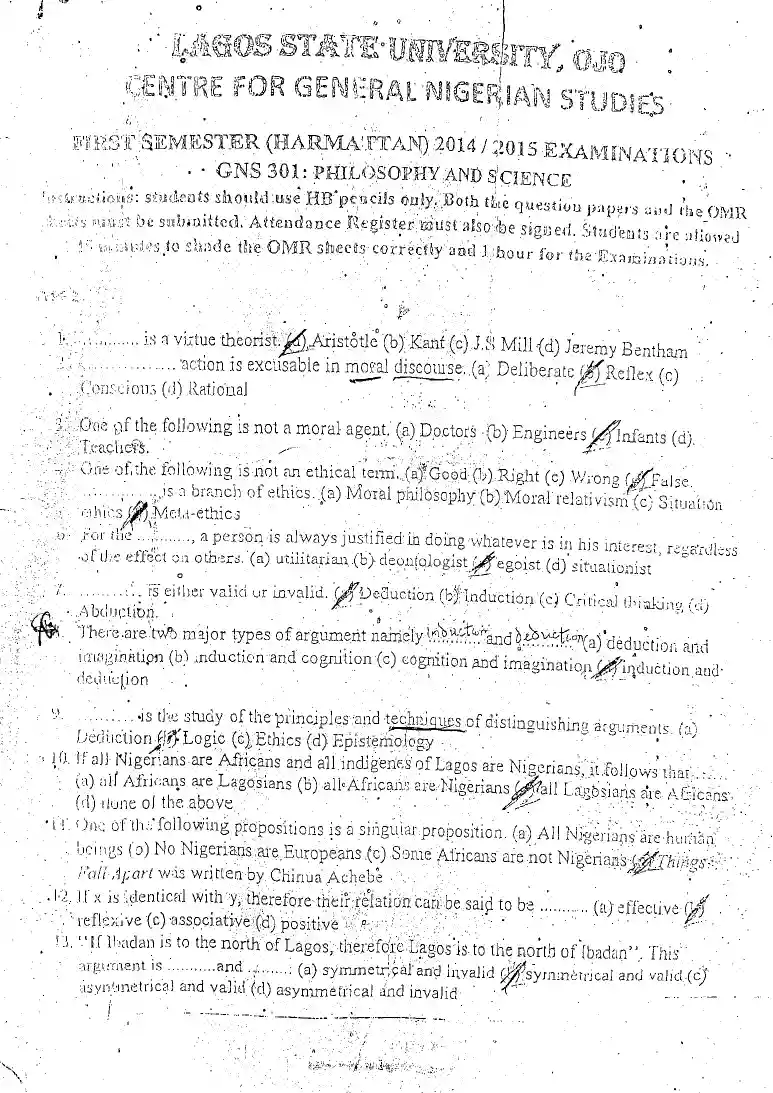 LAGOS STATE UNIVERSITY, OJO
CENTRE FOR GENERAL NIGERIAN STUDIES
FIRST SEMESTER (HARMATTAN) 2014 / 2015 EXAMINATIONS
GNS 301: PHILOSOPHY AND SCIENCE
Instructions: students should use HB pencils only. Both the question papers and the OMR
sheets must be submitted. Attendance Register must also be signed. Students are allowed
15 minutes to shade the OMR sheets correctly and 1 hour for the Examinations.
1. ............ is a virtue theorist. (a) Aristotle (b) Kant (c) J.S Mill (d) Jeremy Bentham
2. .................. action is excusable in moral discourse. (a) Deliberate (b) Reflex (c)
Conscious (d) Rational
3. One of the following is not a moral agent. (a) Doctors (b) Engineers (c) Infants (d)
Teachers.
One of the following is not an ethical term. (a) Good (b) Right (c) Wrong (d) False.
............ is a branch of ethics. (a) Moral philosophy (b) Moral relativism (c) Situation
ethics (d) Meta-ethics
6. For the .........., a person is always justified in doing whatever is in his interest, regardless
of the effect on others. (a) utilitarian (b) deontologist (c) egoist (d) situationist
7. ............ is either valid or invalid. (a) Deduction (b) Induction (c) Critical thinking (d)
Abduction.
There are two major types of argument namely induction and deduction (a) deduction and
imagination (b) induction and cognition (c) cognition and imagination (d) induction and
deduction
9. .......... is the study of the principles and techniques of distinguishing arguments. (a)
Deduction (b) Logic (c) Ethics (d) Epistemology
10. If all Nigerians are Africans and all indigenes of Lagos are Nigerians, it follows that ......
(a) all Africans are Lagosians (b) all Africans are Nigerians (c) all Lagosians are Africans
(d) none of the above
11. One of the following propositions is a singular proposition. (a) All Nigerians are human
beings (b) No Nigerians are Europeans (c) Some Africans are not Nigerians (d) Things
Fall Apart was written by Chinua Achebe
12. If x is identical with y, therefore their relation can be said to be .......... (a) effective (b)
reflexive (c) associative (d) positive
13. "If Ibadan is to the north of Lagos, therefore Lagos is to the north of Ibadan". This
argument is ...........and ......... (a) symmetrical and invalid (b) symmetrical and valid (c)
asymmetrical and valid (d) asymmetrical and invalid